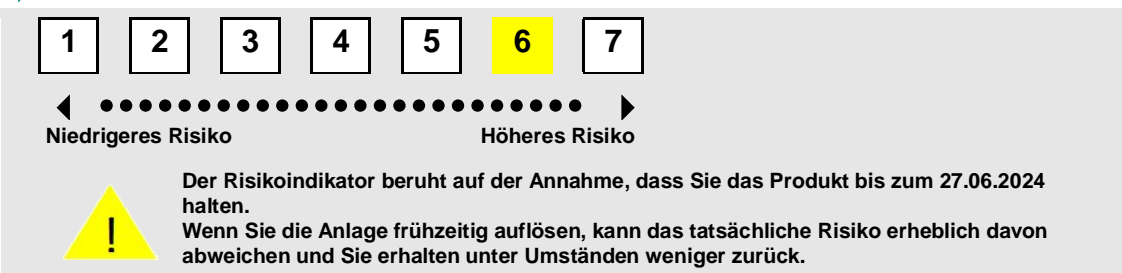 1 2 3 4 5 6 7
Niedrigeres Risiko Höheres Risiko
Der Risikoindikator beruht auf der Annahme, dass Sie das Produkt bis zum 27.06.2024
halten.
Wenn Sie die Anlage frühzeitig auflösen, kann das tatsächliche Risiko erheblich davon
abweichen und Sie erhalten unter Umständen weniger zurück.
!